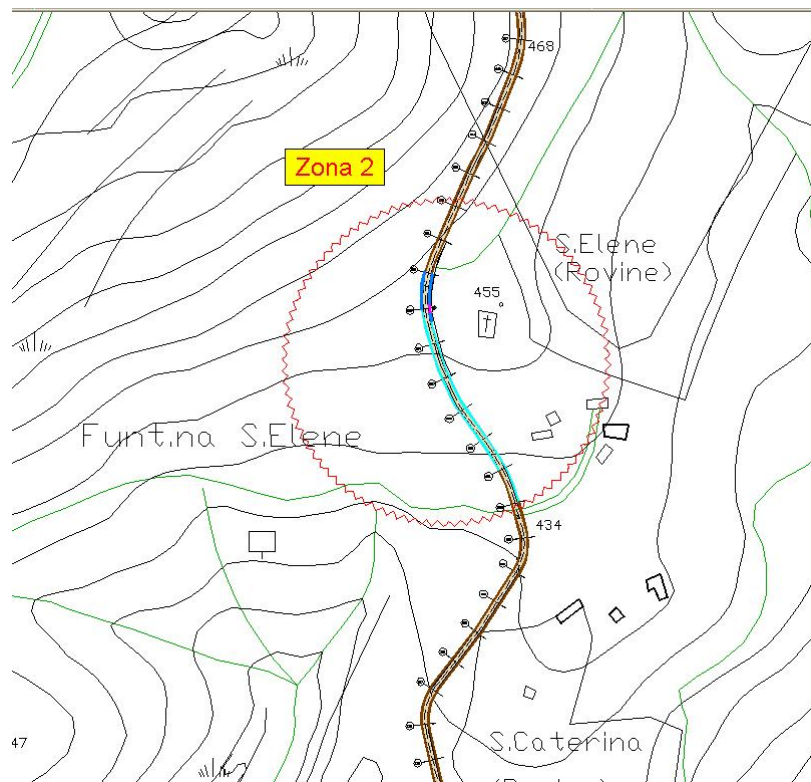 468
Zona 2
S.Elene
(Rovine)
455
Funt.na S.Elene
434
47
S.Caterina